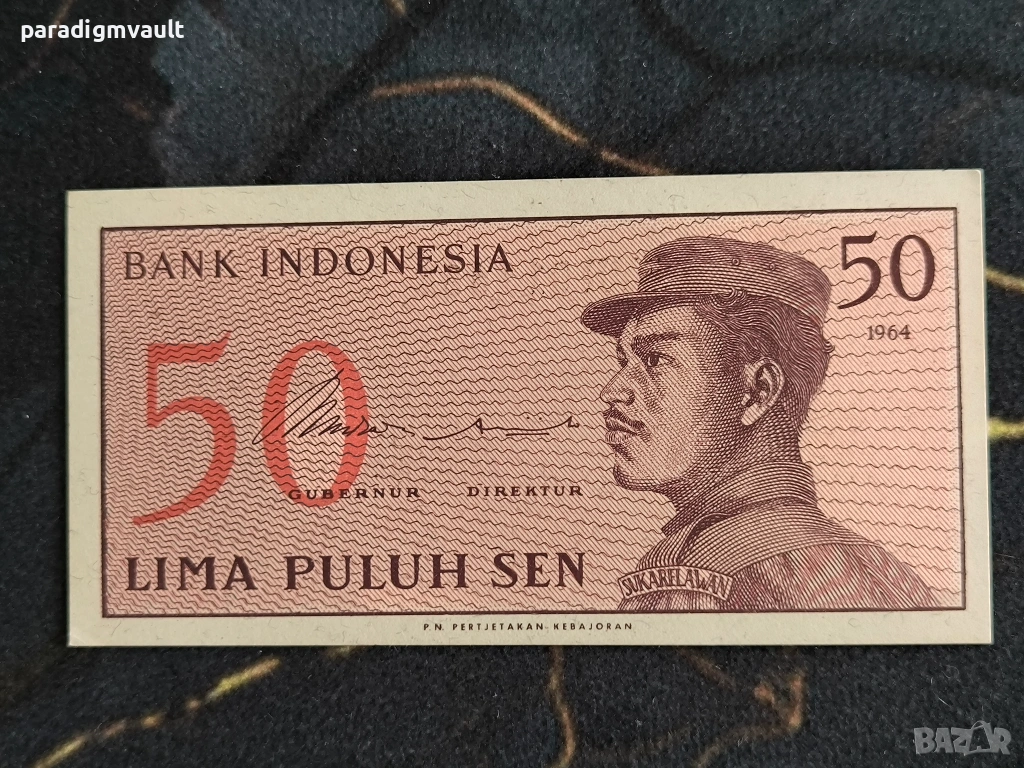 paradigmvault
BANK INDONESIA
50
1964
50
GUBERNUR DIREKTUR
LIMA PULUH SEN
SUKARELAWAN
P.N. PERTJETAKAN KEBAJORAN
BAZAR